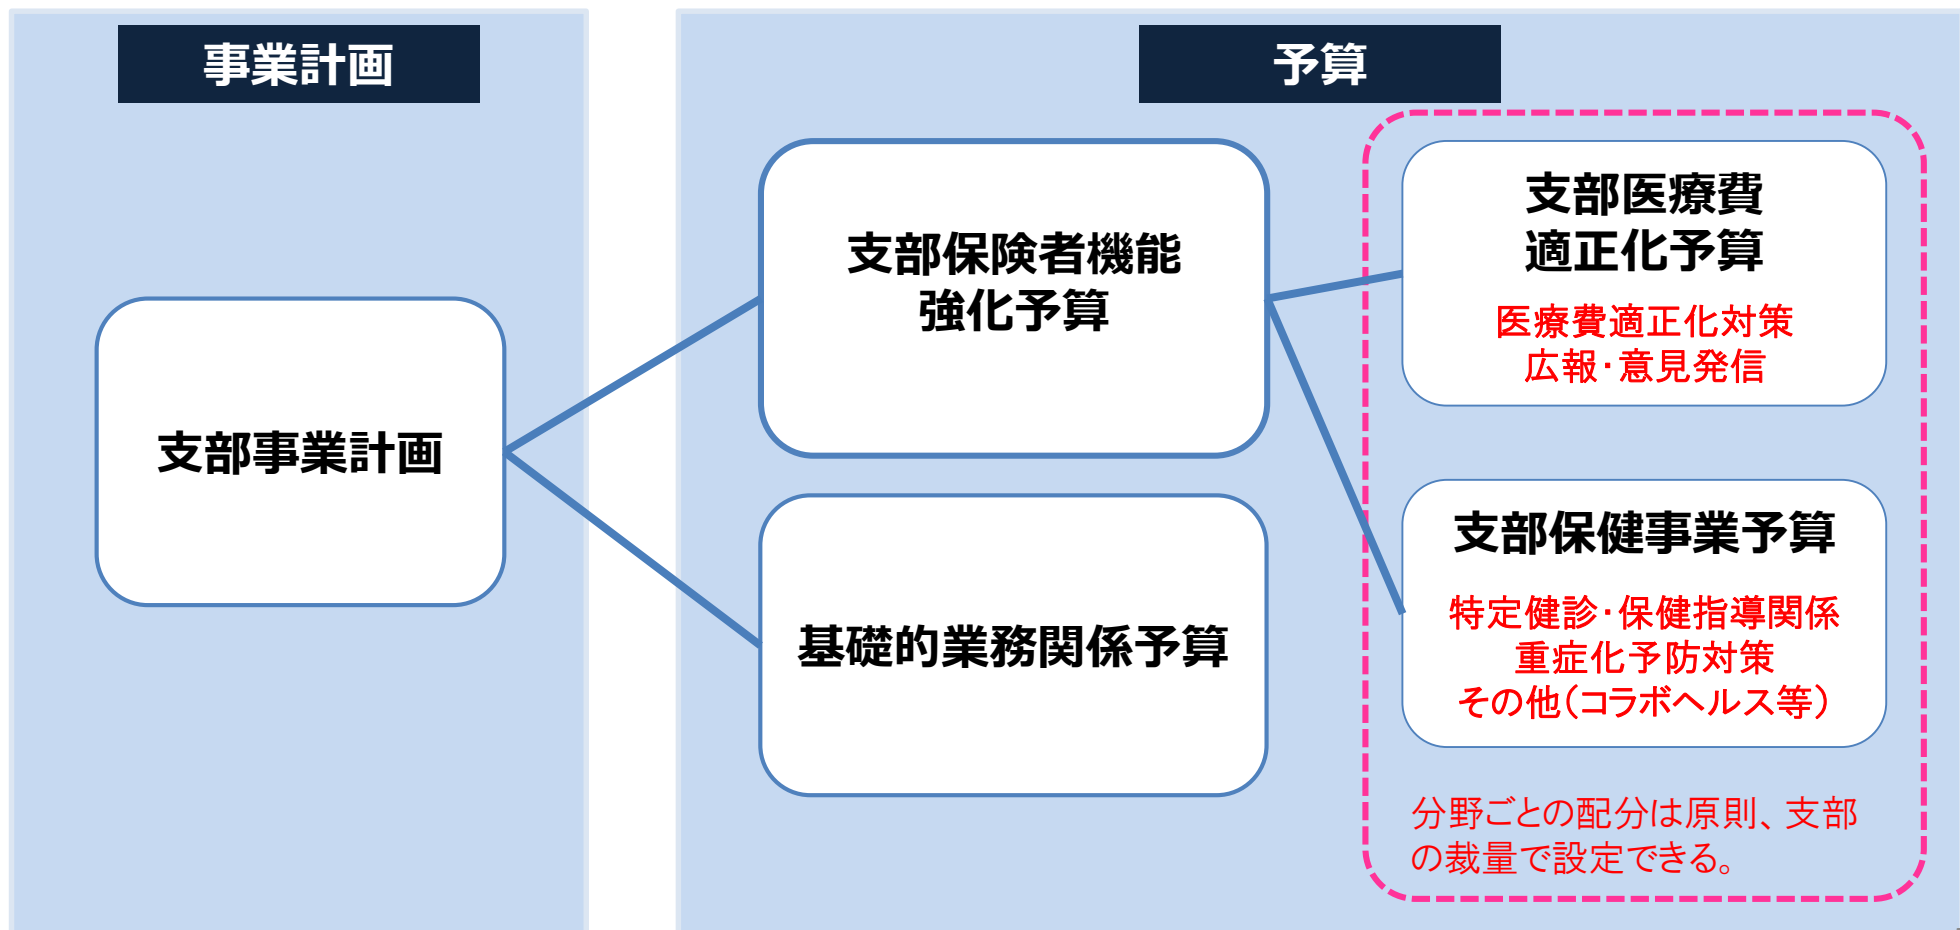 事業計画
予算
支部事業計画
支部保険者機能
強化予算
基礎的業務関係予算
支部医療費
適正化予算
医療費適正化対策
広報・意見発信
支部保健事業予算
特定健診・保健指導関係
重症化予防対策
その他（コラボヘルス等）
分野ごとの配分は原則、支部
の裁量で設定できる。